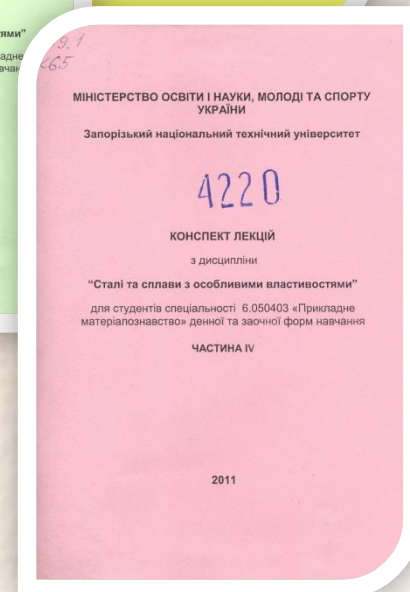 тями"
МІНІСТЕРСТВО ОСВІТИ І НАУКИ, МОЛОДІ ТА СПОРТУ
УКРАЇНИ
Запорізький національний технічний університет
4220
КОНСПЕКТ ЛЕКЦІЙ
з дисципліни
"Сталі та сплави з особливими властивостями"
для студентів спеціальності 6.050403 «Прикладне
матеріалознавство» денної та заочної форм навчання
ЧАСТИНА IV
2011